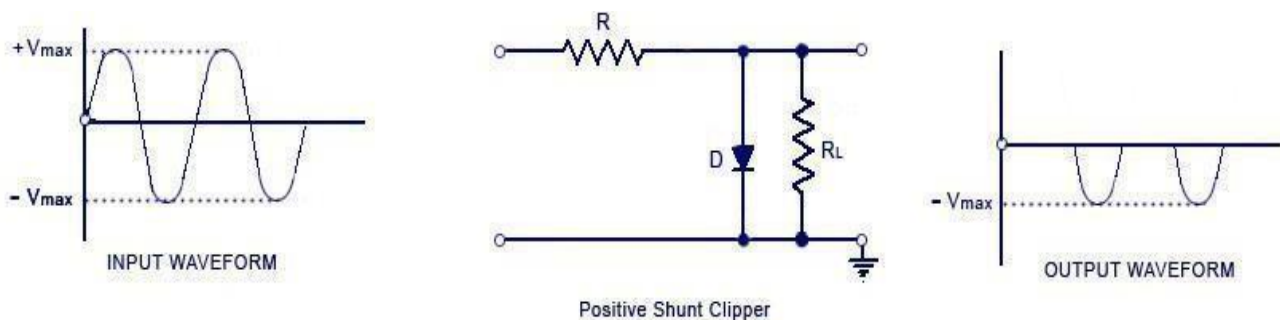 +Vmax
- Vmax
INPUT WAVEFORM
R
D
RL
Positive Shunt Clipper
- Vmax
OUTPUT WAVEFORM